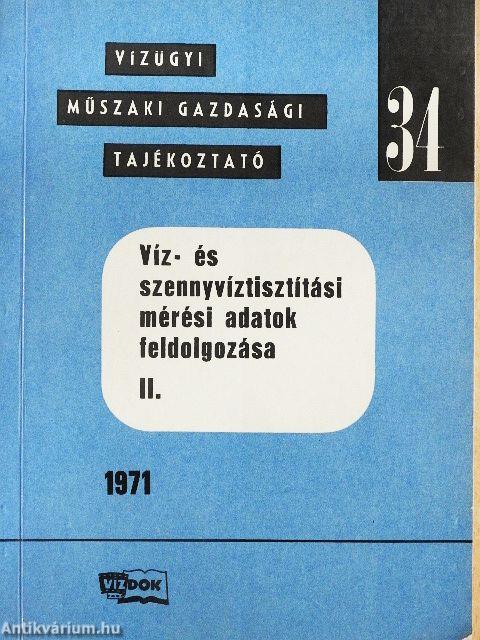 VÍZÜGYI
MŰSZAKI GAZDASÁGI
TAJÉKOZTATÓ
34
Víz- és
szennyvíztisztítási
mérési adatok
feldolgozása
II.
1971
VÍZDOK
Antikvárium.hu